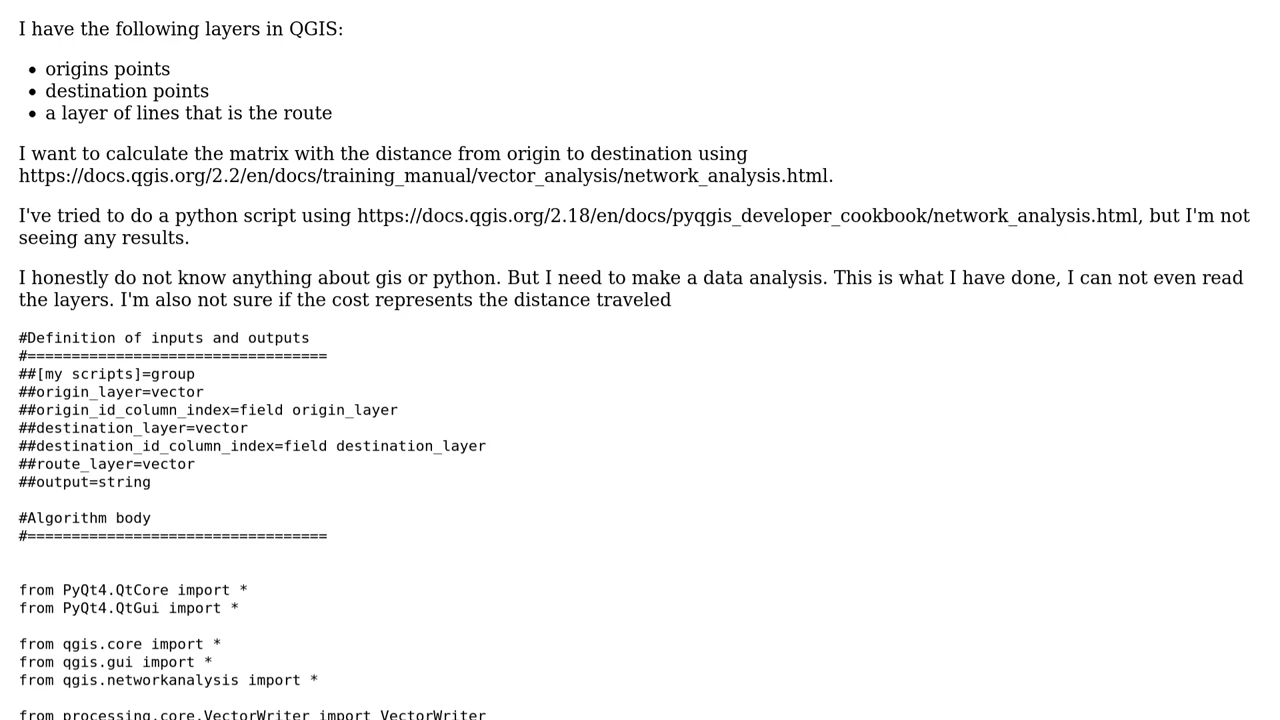 I have the following layers in QGIS:
origins points
destination points
a layer of lines that is the route
I want to calculate the matrix with the distance from origin to destination using
https://docs.qgis.org/2.2/en/docs/training_manual/vector_analysis/network_analysis.html.
I've tried to do a python script using https://docs.qgis.org/2.18/en/docs/pyqgis_developer_cookbook/network_analysis.html, but I'm not
seeing any results.
I honestly do not know anything about gis or python. But I need to make a data analysis. This is what I have done, I can not even read
the layers. I'm also not sure if the cost represents the distance traveled
#Definition of inputs and outputs
#==================================
##[my scripts]=group
##origin_layer=vector
##origin_id_column_index=field origin_layer
##destination_layer=vector
##destination_id_column_index=field destination_layer
##route_layer=vector
##output=string
#Algorithm body
#==================================
from PyQt4.QtCore import *
from PyQt4.QtGui import *
from qgis.core import *
from qgis.gui import *
from qgis.networkanalysis import *
from processing.core.VectorWriter import VectorWriter